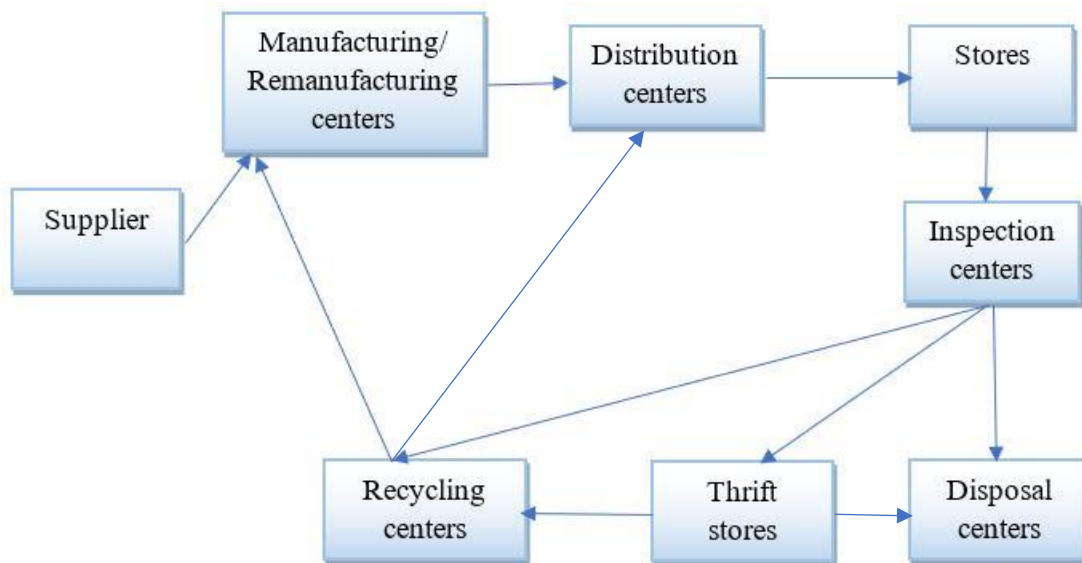 Manufacturing/
Remanufacturing
centers
Distribution
centers
Stores
Supplier
Inspection
centers
Recycling
centers
Thrift
stores
Disposal
centers